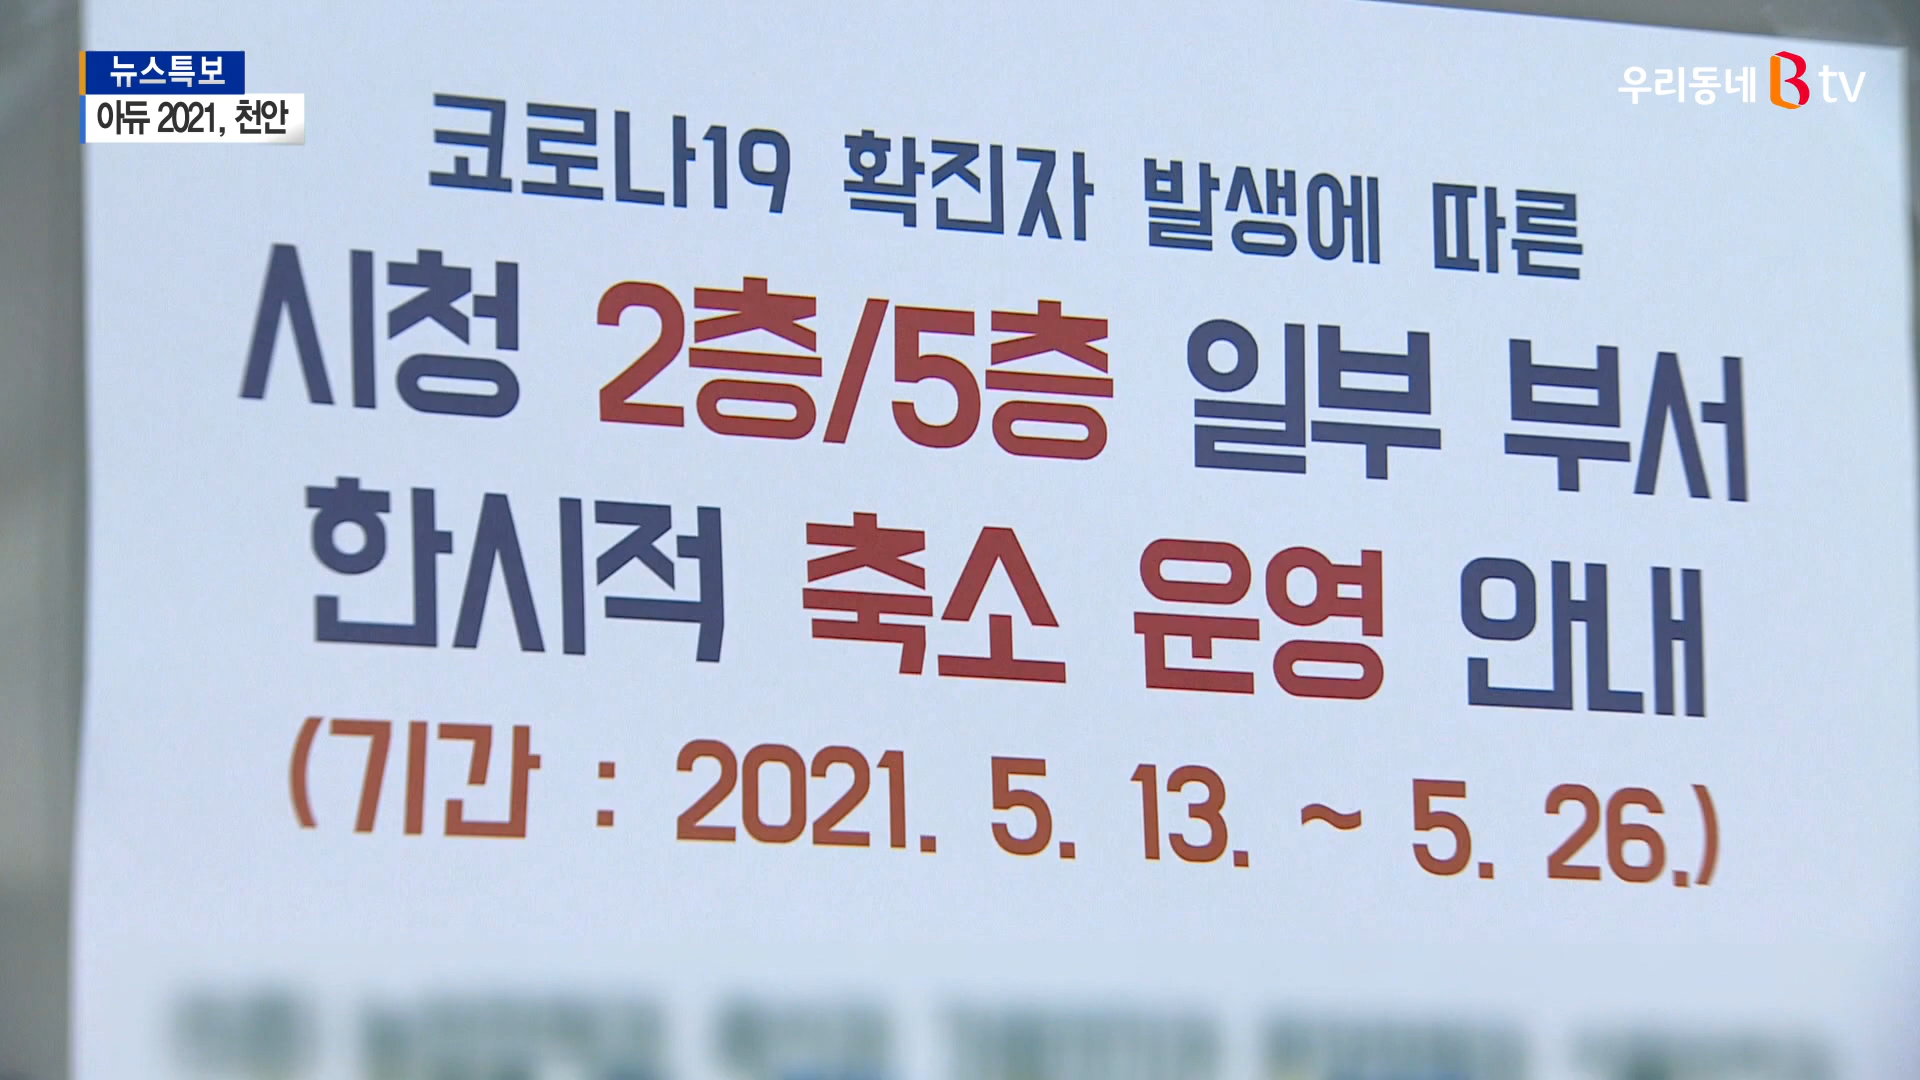 뉴스특보
아듀 2021, 천안
우리동네 B tv
코로나19 확진자 발생에 따른
시청 2층/5층 일부 부서
한시적 축소 운영 안내
(기간 : 2021. 5. 13. ~ 5. 26.)